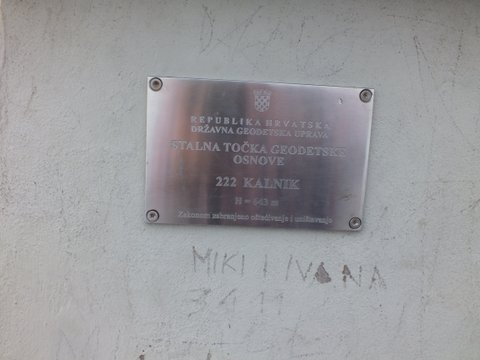 REPUBLIKA HRVATSKA
DRŽAVNA GEODETSKA UPRAVA
STALNA TOČKA GEODETSKE
OSNOVE
222 KALNIK
H = 643 m
Zakonom zabranjeno oštećivanje i uništavanje
MIKI I IVANA